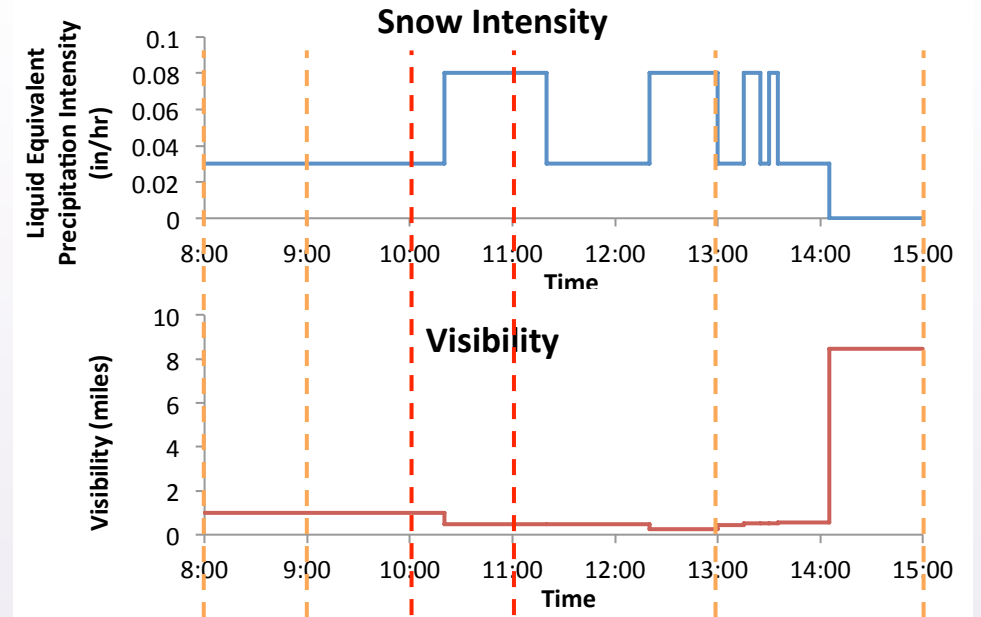 Snow Intensity
Liquid Equivalent
Precipitation Intensity
(in/hr)
0.1
0.08
0.06
0.04
0.02
0
8:00 9:00 10:00 11:00 12:00 13:00 14:00 15:00
Time
Visibility
Visibility (miles)
10
8
6
4
2
0
8:00 9:00 10:00 11:00 12:00 13:00 14:00 15:00
Time